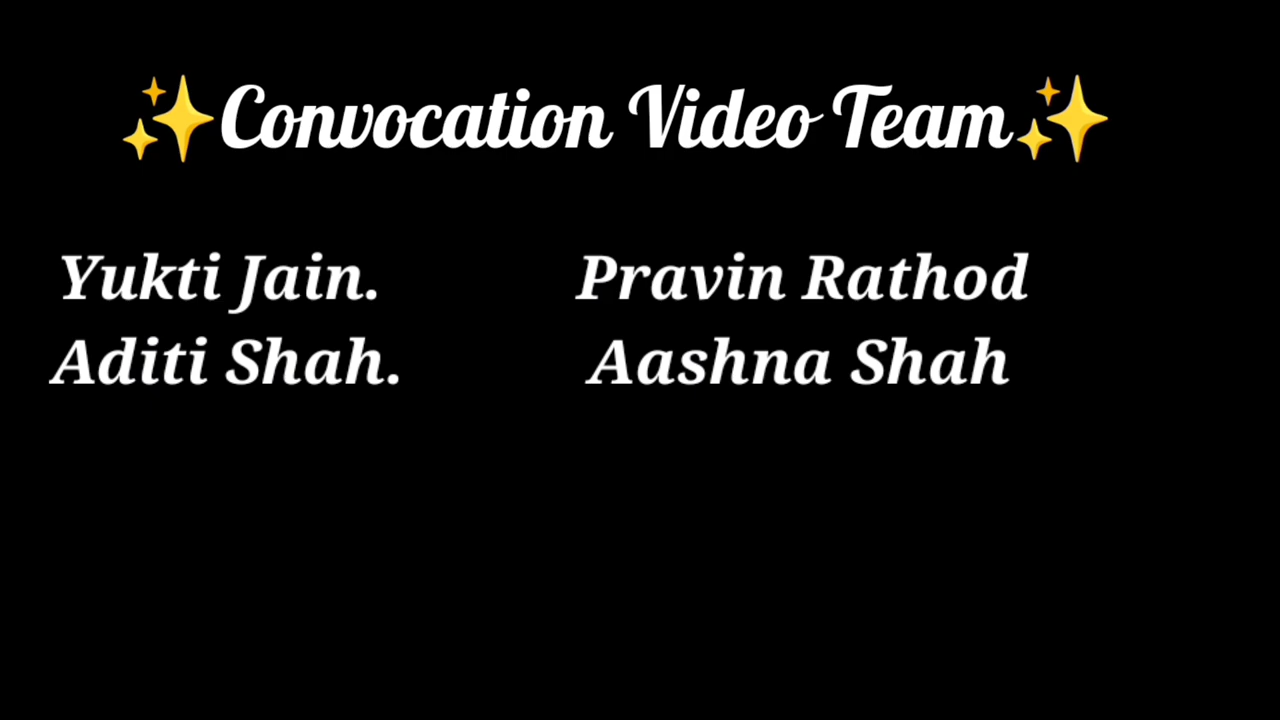 ✨Convocation Video Team✨
Yukti Jain. Pravin Rathod
Aditi Shah. Aashna Shah